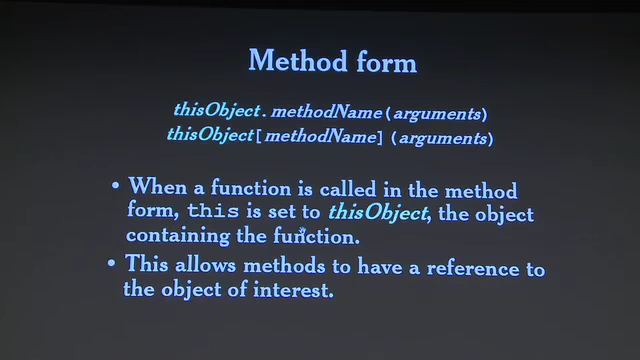 Method form
thisObject.methodName(arguments)
thisObject[methodName](arguments)
• When a function is called in the method
form, this is set to thisObject, the object
containing the function.
• This allows methods to have a reference to
the object of interest.